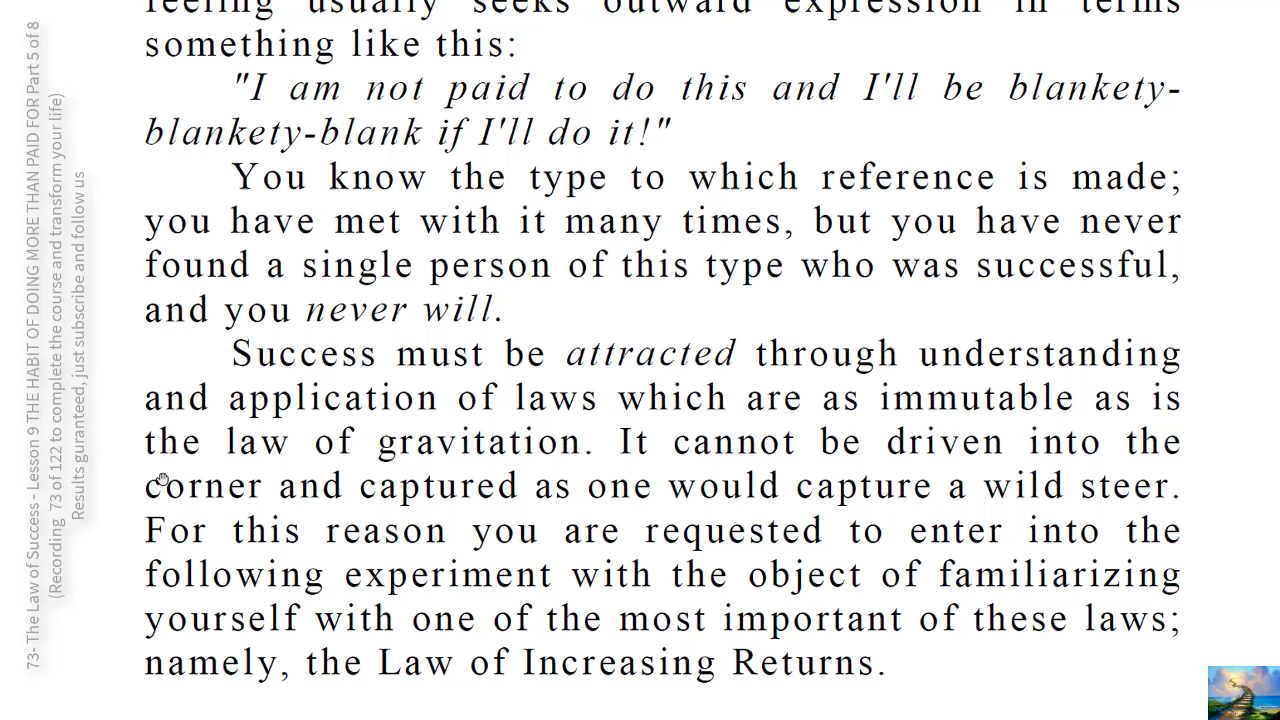 feeling usually seeks outward expression in terms
something like this:
"I am not paid to do this and I'll be blankety-
blankety-blank if I'll do it!"
You know the type to which reference is made;
you have met with it many times, but you have never
found a single person of this type who was successful,
and you never will.
Success must be attracted through understanding
and application of laws which are as immutable as is
the law of gravitation. It cannot be driven into the
corner and captured as one would capture a wild steer.
For this reason you are requested to enter into the
following experiment with the object of familiarizing
yourself with one of the most important of these laws;
namely, the Law of Increasing Returns.
73- The Law of Success - Lesson 9 THE HABIT OF DOING MORE THAN PAID FOR Part 5 of 8
(Recording 73 of 122 to complete the course and transform your life)
Results guranteed, just subscribe and follow us